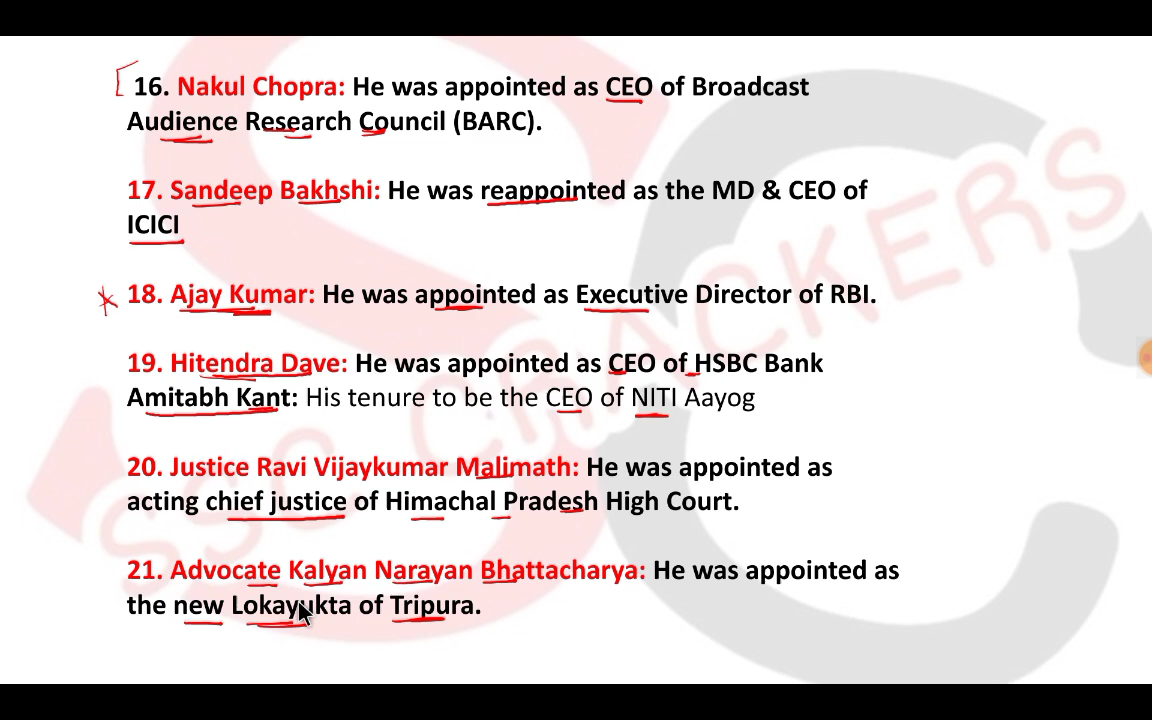 16. Nakul Chopra: He was appointed as CEO of Broadcast
Audience Research Council (BARC).
17. Sandeep Bakhshi: He was reappointed as the MD & CEO of
ICICI
18. Ajay Kumar: He was appointed as Executive Director of RBI.
19. Hitendra Dave: He was appointed as CEO of HSBC Bank
Amitabh Kant: His tenure to be the CEO of NITI Aayog
20. Justice Ravi Vijaykumar Malimath: He was appointed as
acting chief justice of Himachal Pradesh High Court.
21. Advocate Kalyan Narayan Bhattacharya: He was appointed as
the new Lokayukta of Tripura.
SSC CRACKERS